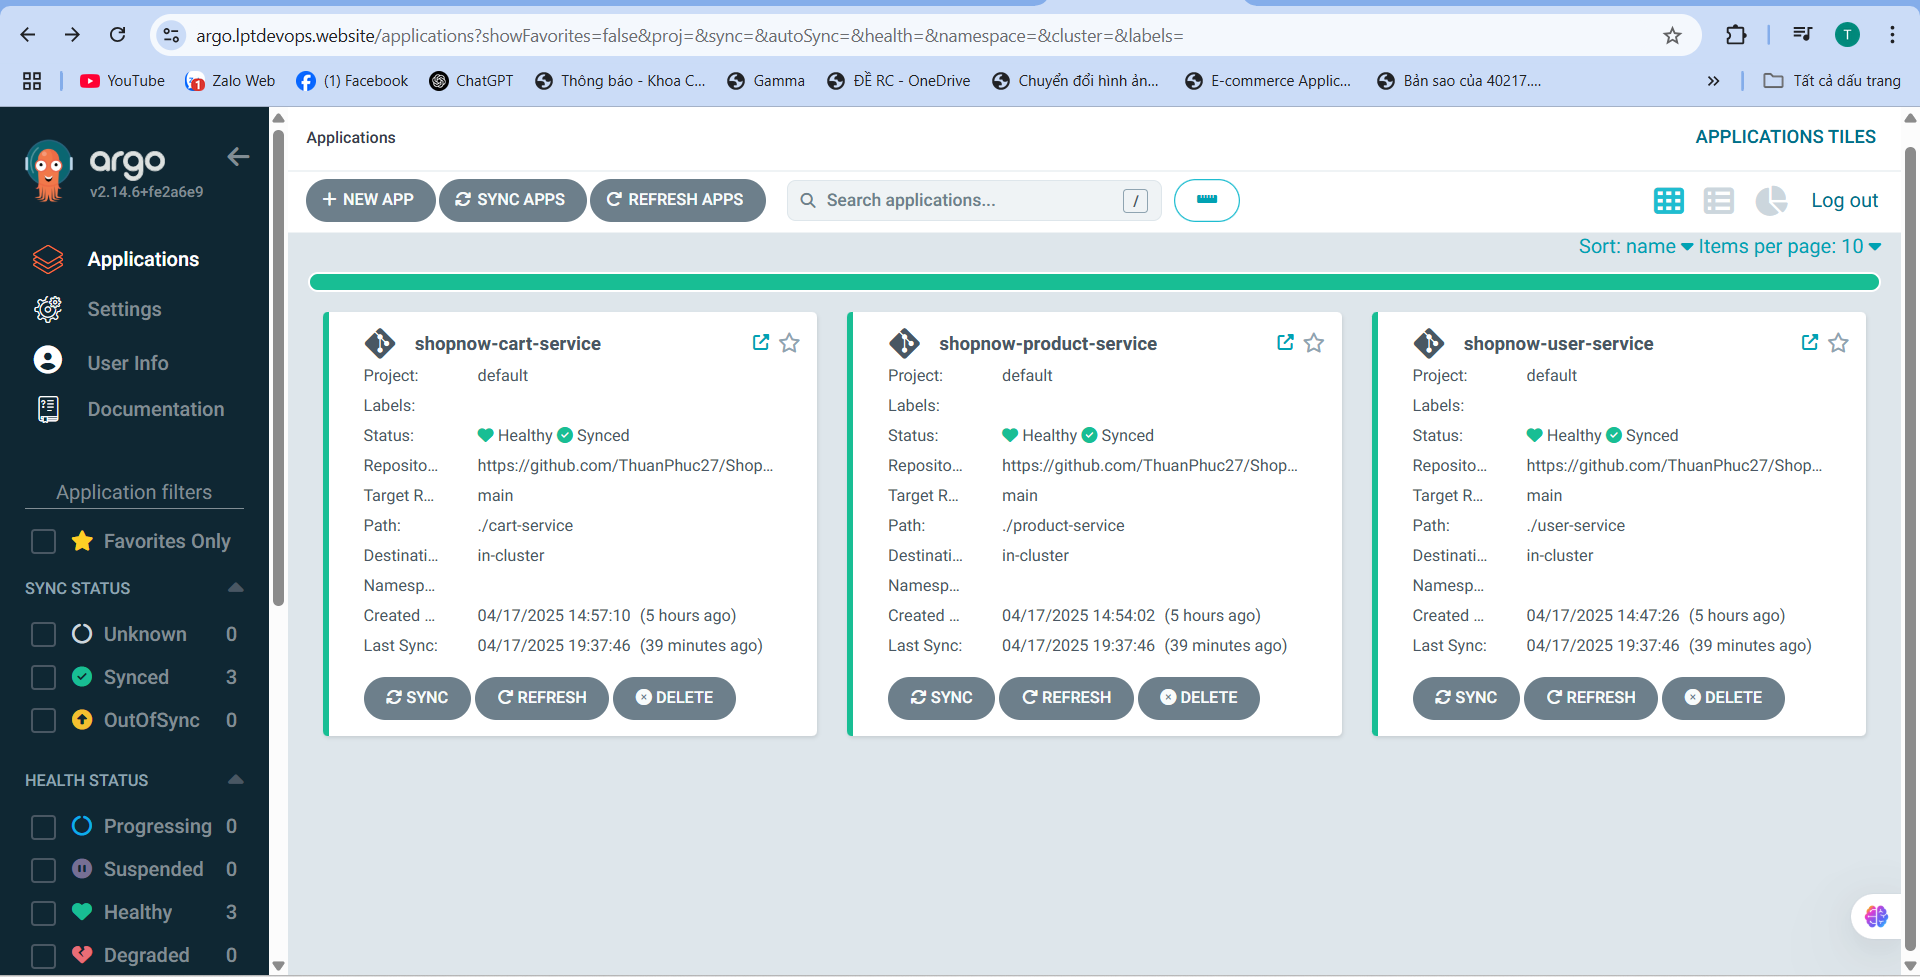 argo.lptdevops.website/applications?showFavorites=false&proj=&sync=&autoSync=&health=&namespace=&cluster=&labels=
T
YouTube
1
Zalo Web
(1) Facebook
ChatGPT
Thông báo - Khoa C...
Gamma
ĐỀ RC - OneDrive
Chuyển đổi hình ản...
E-commerce Applic...
Bản sao của 40217....
Tất cả dấu trang
argo
v2.14.6+fe2a6e9
Applications
Settings
User Info
Documentation
Application filters
Favorites Only
SYNC STATUS
Unknown 0
Synced 3
OutOfSync 0
HEALTH STATUS
Progressing 0
Suspended 0
Healthy 3
Degraded 0
Applications
APPLICATIONS TILES
NEW APP
SYNC APPS
REFRESH APPS
Search applications...
/
Log out
Sort: name
Items per page: 10
shopnow-cart-service
Project: default
Labels:
Status: Healthy Synced
Reposito... https://github.com/ThuanPhuc27/Shop...
Target R... main
Path: ./cart-service
Destinati... in-cluster
Namesp...
Created ... 04/17/2025 14:57:10 (5 hours ago)
Last Sync: 04/17/2025 19:37:46 (39 minutes ago)
SYNC
REFRESH
DELETE
shopnow-product-service
Project: default
Labels:
Status: Healthy Synced
Reposito... https://github.com/ThuanPhuc27/Shop...
Target R... main
Path: ./product-service
Destinati... in-cluster
Namesp...
Created ... 04/17/2025 14:54:02 (5 hours ago)
Last Sync: 04/17/2025 19:37:46 (39 minutes ago)
SYNC
REFRESH
DELETE
shopnow-user-service
Project: default
Labels:
Status: Healthy Synced
Reposito... https://github.com/ThuanPhuc27/Shop...
Target R... main
Path: ./user-service
Destinati... in-cluster
Namesp...
Created ... 04/17/2025 14:47:26 (5 hours ago)
Last Sync: 04/17/2025 19:37:46 (39 minutes ago)
SYNC
REFRESH
DELETE